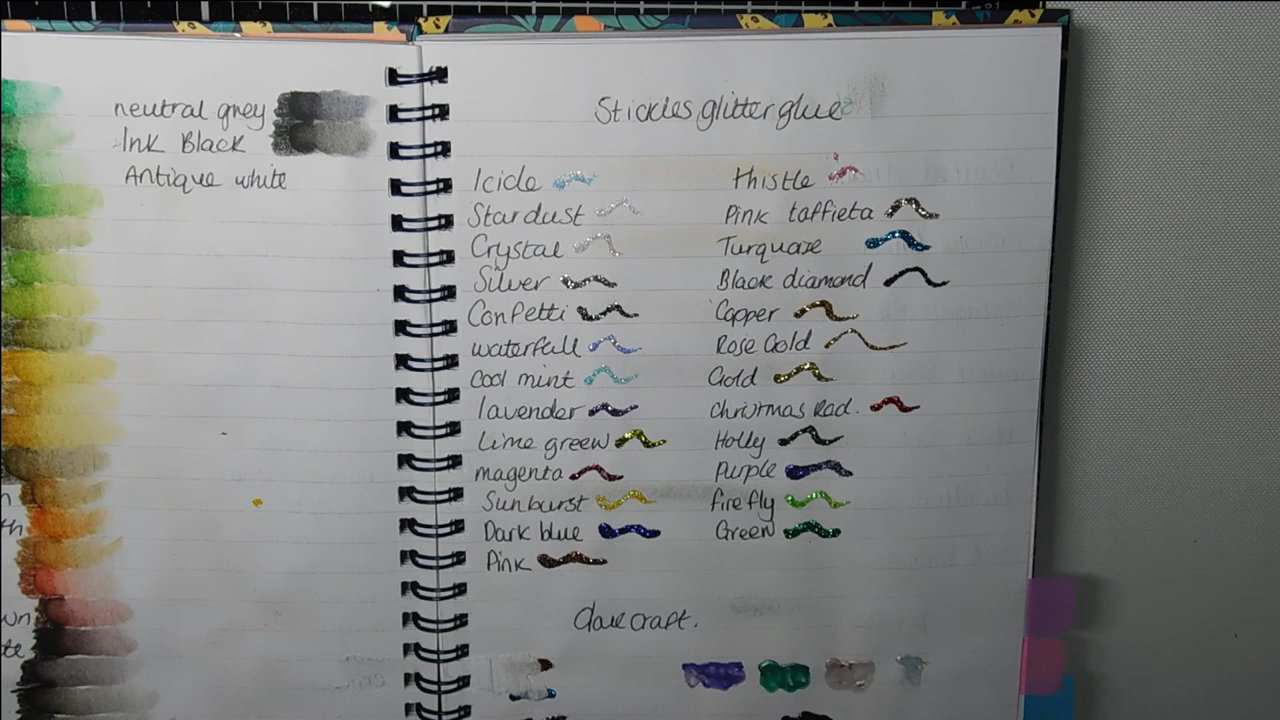 neutral grey
Ink Black
Antique white
Stickles glitter glue
Icicle
Stardust
Crystal
Silver
Confetti
waterfall
Cool mint
lavender
Lime green
magenta
Sunburst
Dark blue
Pink
thistle
Pink taffieta
Turquoise
Black diamond
Copper
Rose Gold
Gold
Christmas Red.
Holly
Purple
firefly
Green
craft.